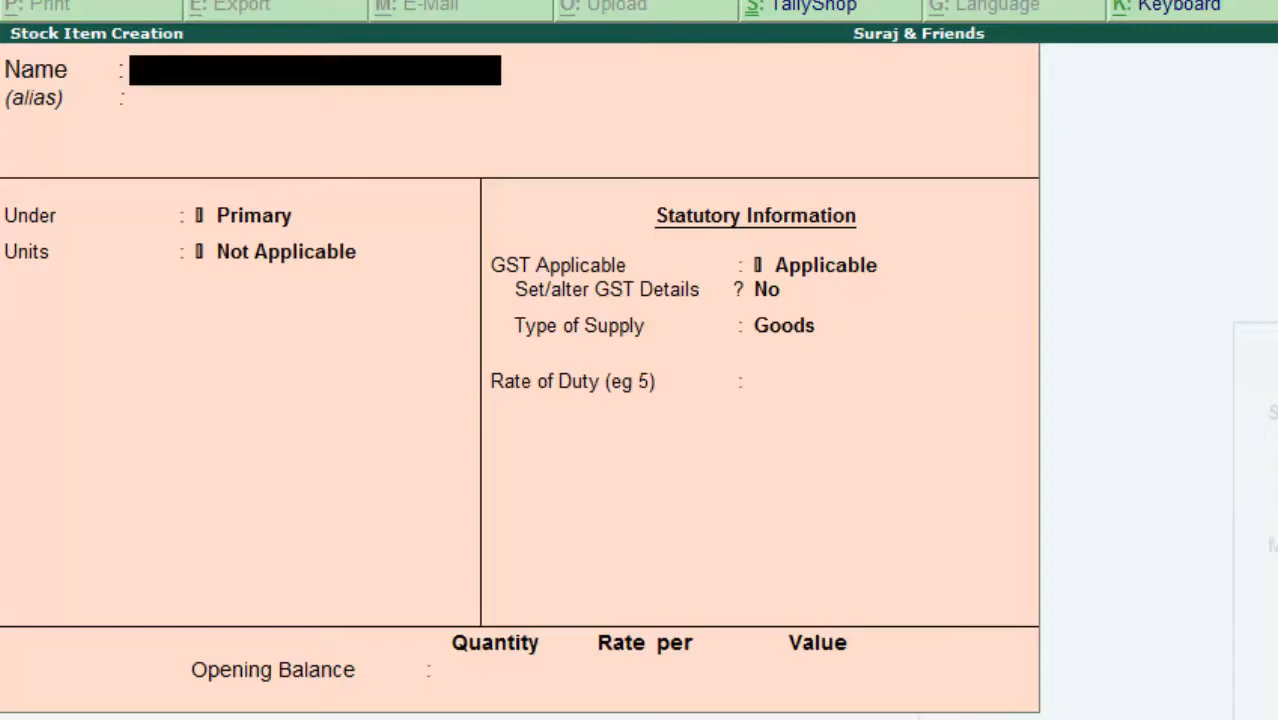 P: Print E: Export M: E-Mail O: Upload S: TallyShop G: Language K: Keyboard
Stock Item Creation Suraj & Friends
Name :
(alias) :
Under : Primary
Units : Not Applicable
Statutory Information
GST Applicable : Applicable
Set/alter GST Details ? No
Type of Supply : Goods
Rate of Duty (eg 5) :
Quantity Rate per Value
Opening Balance :